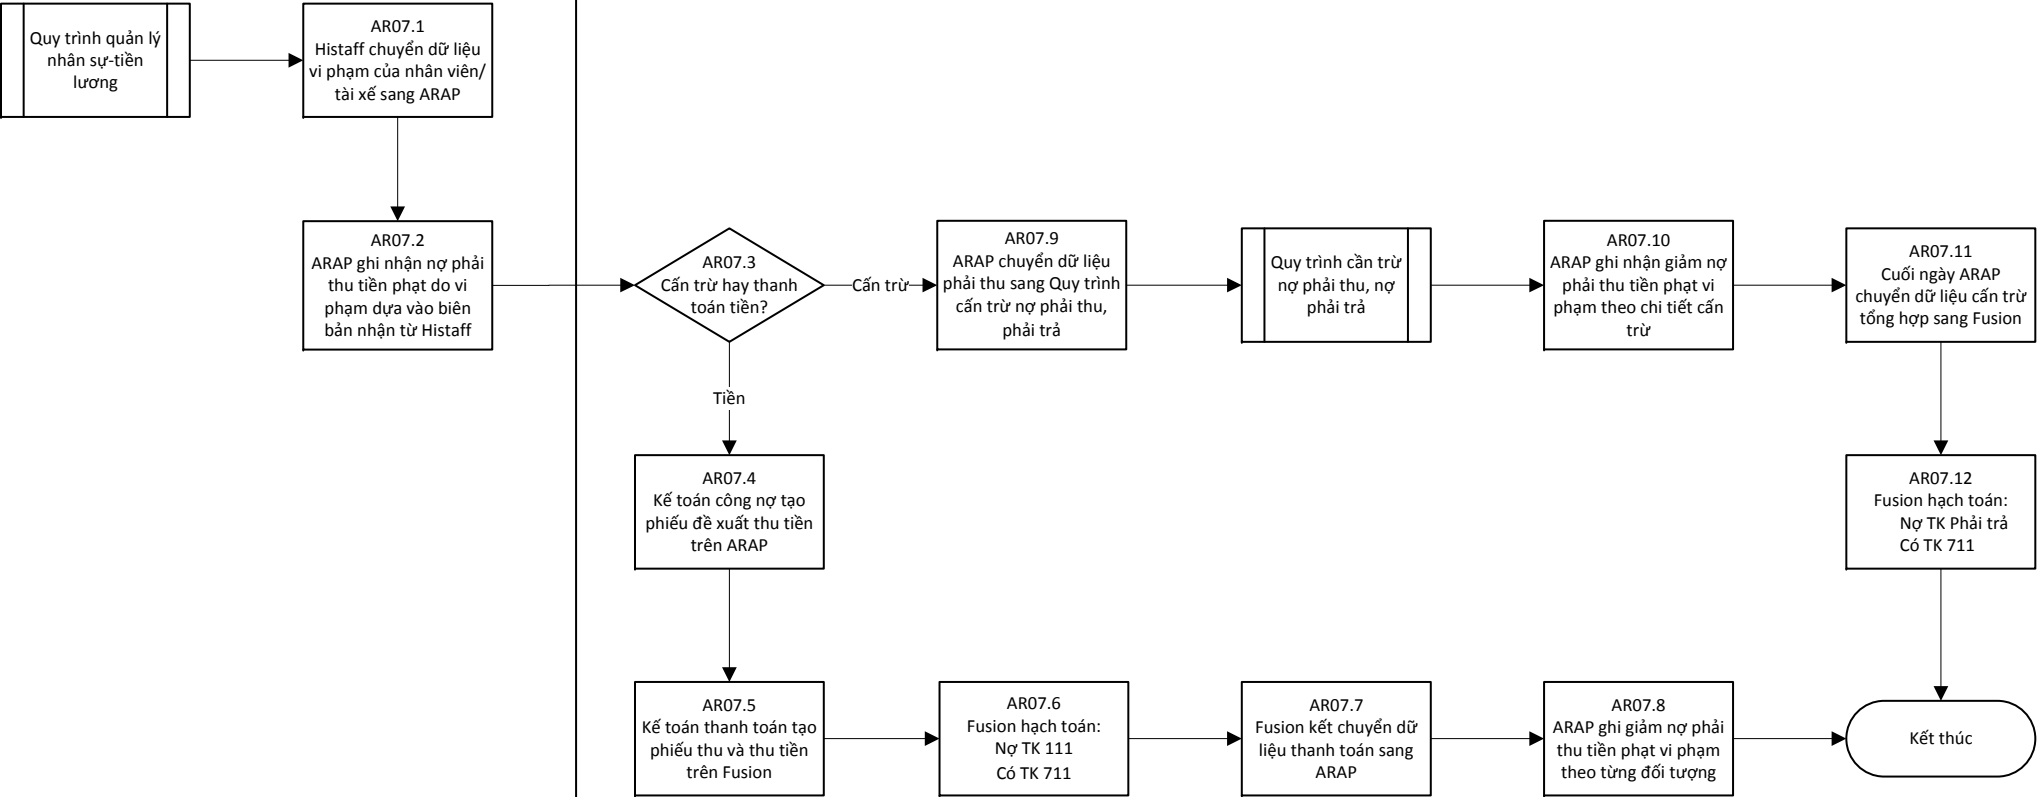 Quy trình quản lý
nhân sự-tiền
lương
AR07.1
Histaff chuyển dữ liệu
vi phạm của nhân viên/
tài xế sang ARAP
AR07.2
ARAP ghi nhận nợ phải
thu tiền phạt do vi
phạm dựa vào biên
bản nhận từ Histaff
AR07.3
Cấn trừ hay thanh
toán tiền?
Cấn trừ
AR07.9
ARAP chuyển dữ liệu
phải thu sang Quy trình
cấn trừ nợ phải thu,
phải trả
Quy trình cần trừ
nợ phải thu, nợ
phải trả
AR07.10
ARAP ghi nhận giảm nợ
phải thu tiền phạt vi
phạm theo chi tiết cấn
trừ
AR07.11
Cuối ngày ARAP
chuyển dữ liệu cấn trừ
tổng hợp sang Fusion
Tiền
AR07.4
Kế toán công nợ tạo
phiếu đề xuất thu tiền
trên ARAP
AR07.12
Fusion hạch toán:
Nợ TK Phải trả
Có TK 711
AR07.5
Kế toán thanh toán tạo
phiếu thu và thu tiền
trên Fusion
AR07.6
Fusion hạch toán:
Nợ TK 111
Có TK 711
AR07.7
Fusion kết chuyển dữ
liệu thanh toán sang
ARAP
AR07.8
ARAP ghi giảm nợ phải
thu tiền phạt vi phạm
theo từng đối tượng
Kết thúc